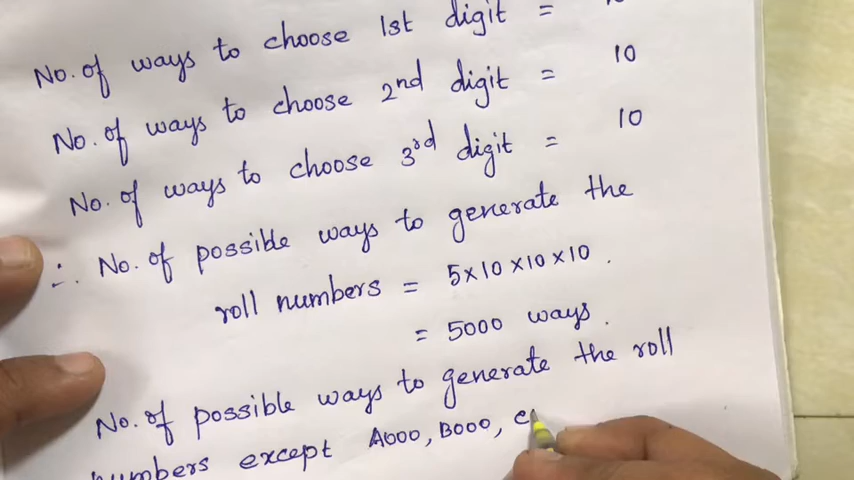 No. of ways to choose 1st digit =
No. of ways to choose 2nd digit = 10
No. of ways to choose 3rd digit = 10
∴ No. of possible ways to generate the
roll numbers = 5×10×10×10.
= 5000 ways.
No. of possible ways to generate the roll
numbers except A000, B000,